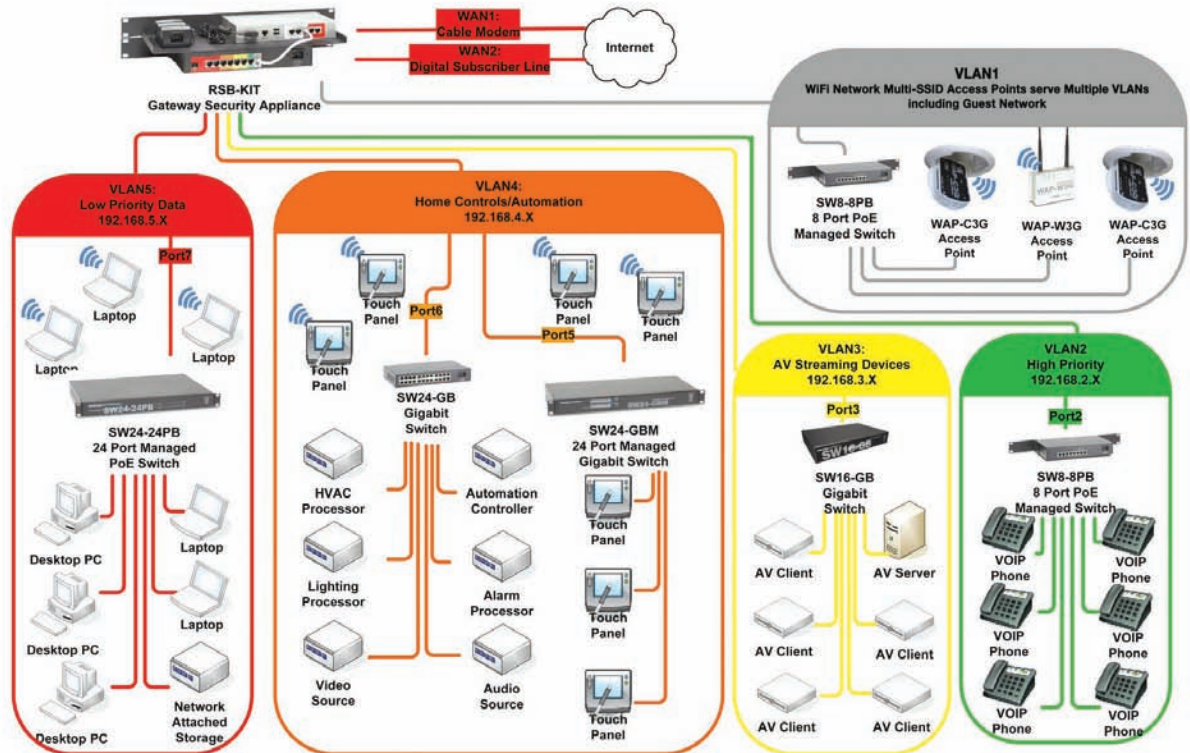 WAN1:
Cable Modem
WAN2:
Digital Subscriber Line
Internet
RSB-KIT
Gateway Security Appliance
VLAN1
WiFi Network Multi-SSID Access Points serve Multiple VLANs
including Guest Network
SW8-8PB
8 Port PoE
Managed Switch
WAP-C3G
Access
Point
WAP-W3G
Access
Point
WAP-C3G
Access
Point
VLAN5:
Low Priority Data
192.168.5.X
Port7
Laptop
Laptop
Laptop
SW24-24PB
SW24-24PB
24 Port Managed
PoE Switch
Desktop PC
Laptop
Desktop PC
Laptop
Desktop PC
Network
Attached
Storage
VLAN4:
Home Controls/Automation
192.168.4.X
Touch
Panel
Port6
Touch
Panel
Port5
Touch
Panel
Touch
Panel
SW24-GB
Gigabit
Switch
SW24-GBM
24 Port Managed
Gigabit Switch
HVAC
Processor
Automation
Controller
Lighting
Processor
Alarm
Processor
Video
Source
Audio
Source
Touch
Panel
Touch
Panel
Touch
Panel
VLAN3:
AV Streaming Devices
192.168.3.X
Port3
SW16-GB
SW16-GB
Gigabit
Switch
AV Client
AV Server
AV Client
AV Client
AV Client
AV Client
VLAN2
High Priority
192.168.2.X
Port2
SW8-8PB
8 Port PoE
Managed Switch
VOIP
Phone
VOIP
Phone
VOIP
Phone
VOIP
Phone
VOIP
Phone
VOIP
Phone